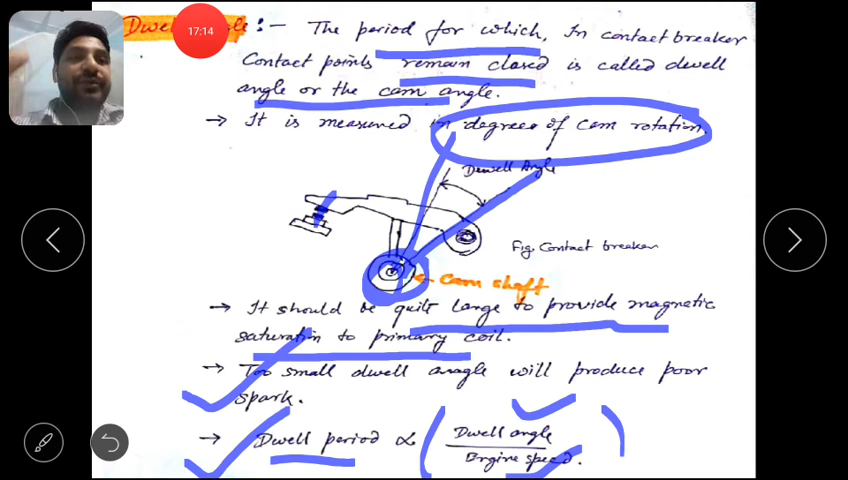 17:14
Dwell Angle :- The period for which, In contact breaker
Contact points remain closed is called dwell
angle or the cam angle.
→ It is measured in degrees of cam rotation.
Dewell Angle
Fig. Contact breaker
← Cam shaft
→ It should be quit large to provide magnetic
saturation to primary coil.
→ Too small dwell anagle will produce poor
spark.
→ Dwell period ∝ ( Dwell angle
Engine speed. )